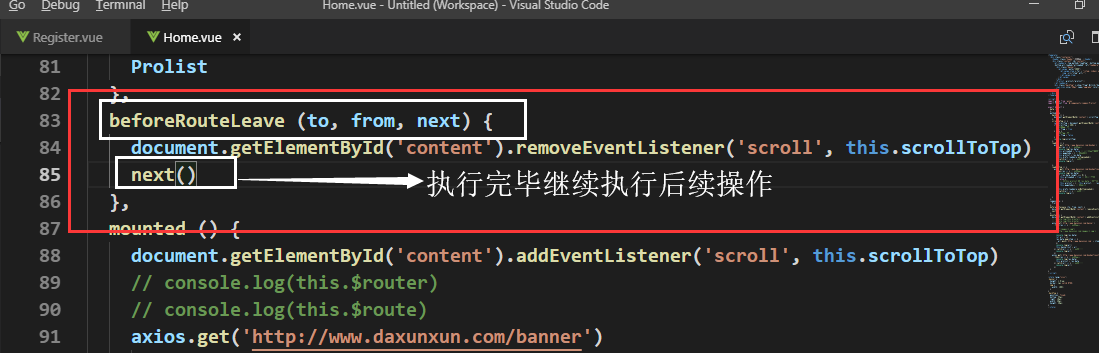 Go Debug Terminal Help Home.vue - Untitled (Workspace) - Visual Studio Code
Register.vue Home.vue ×
81 Prolist
82 },
83 beforeRouteLeave (to, from, next) {
84 document.getElementById('content').removeEventListener('scroll', this.scrollToTop)
85 next()
执行完毕继续执行后续操作
86 },
87 mounted () {
88 document.getElementById('content').addEventListener('scroll', this.scrollToTop)
89 // console.log(this.$router)
90 // console.log(this.$route)
91 axios.get('http://www.daxunxun.com/banner')